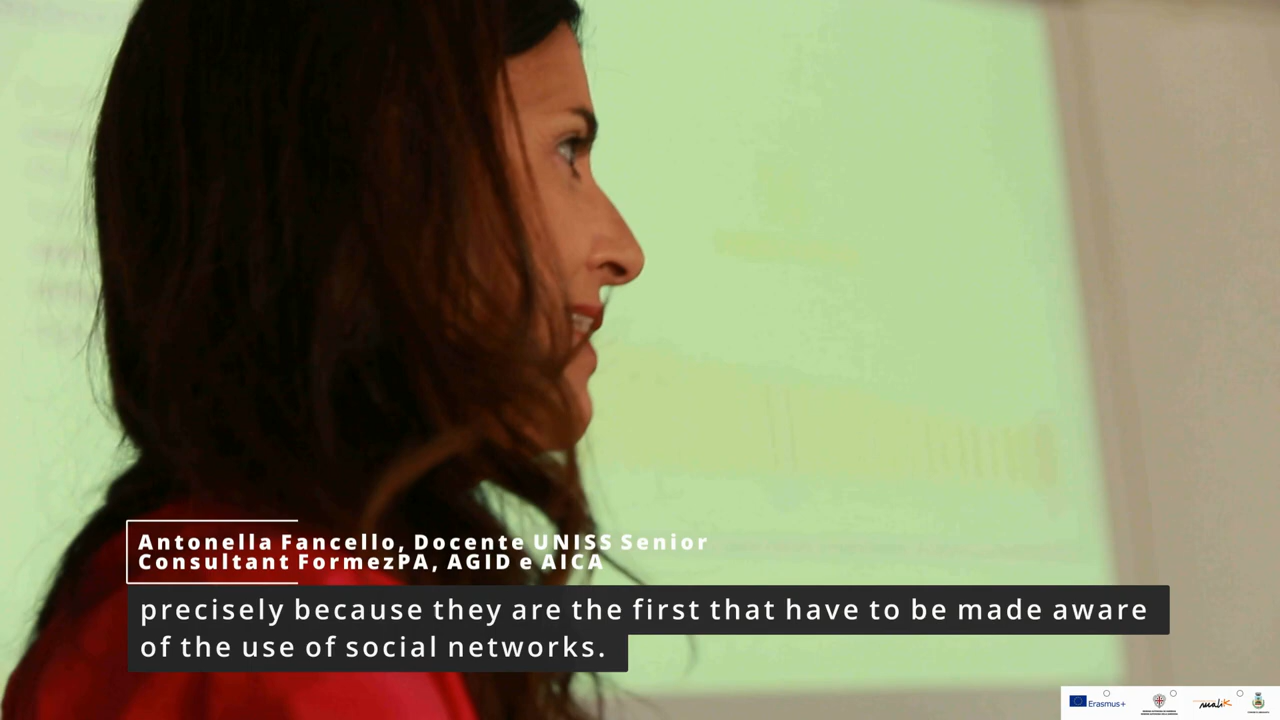 Antonella Fancello, Docente UNISS Senior
Consultant FormezPA, AGID e AICA
precisely because they are the first that have to be made aware
of the use of social networks.
Erasmus+